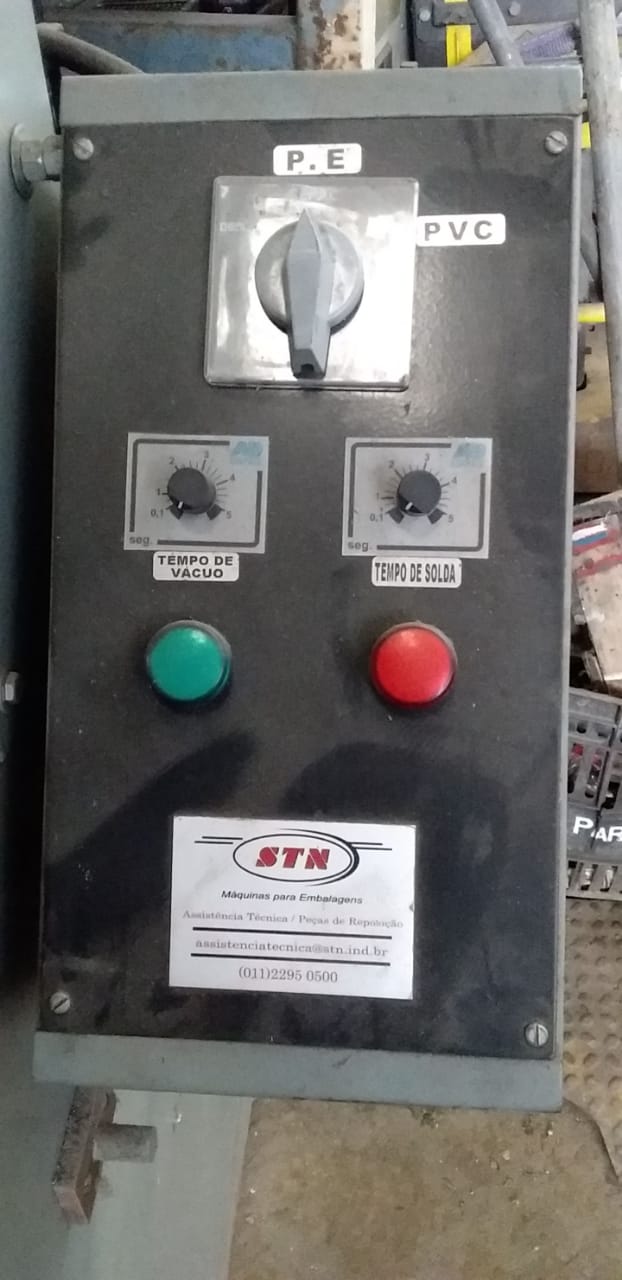 P.E
PVC
0,1 1 2 3 4 5
seg.
TEMPO DE
VACUO
0,1 1 2 3 4 5
seg.
TEMPO DE SOLDA
STN
Máquinas para Embalagens
Assistência Técnica / Peças de Reposição
assistenciatecnica@stn.ind.br
(011)2295 0500
PAR